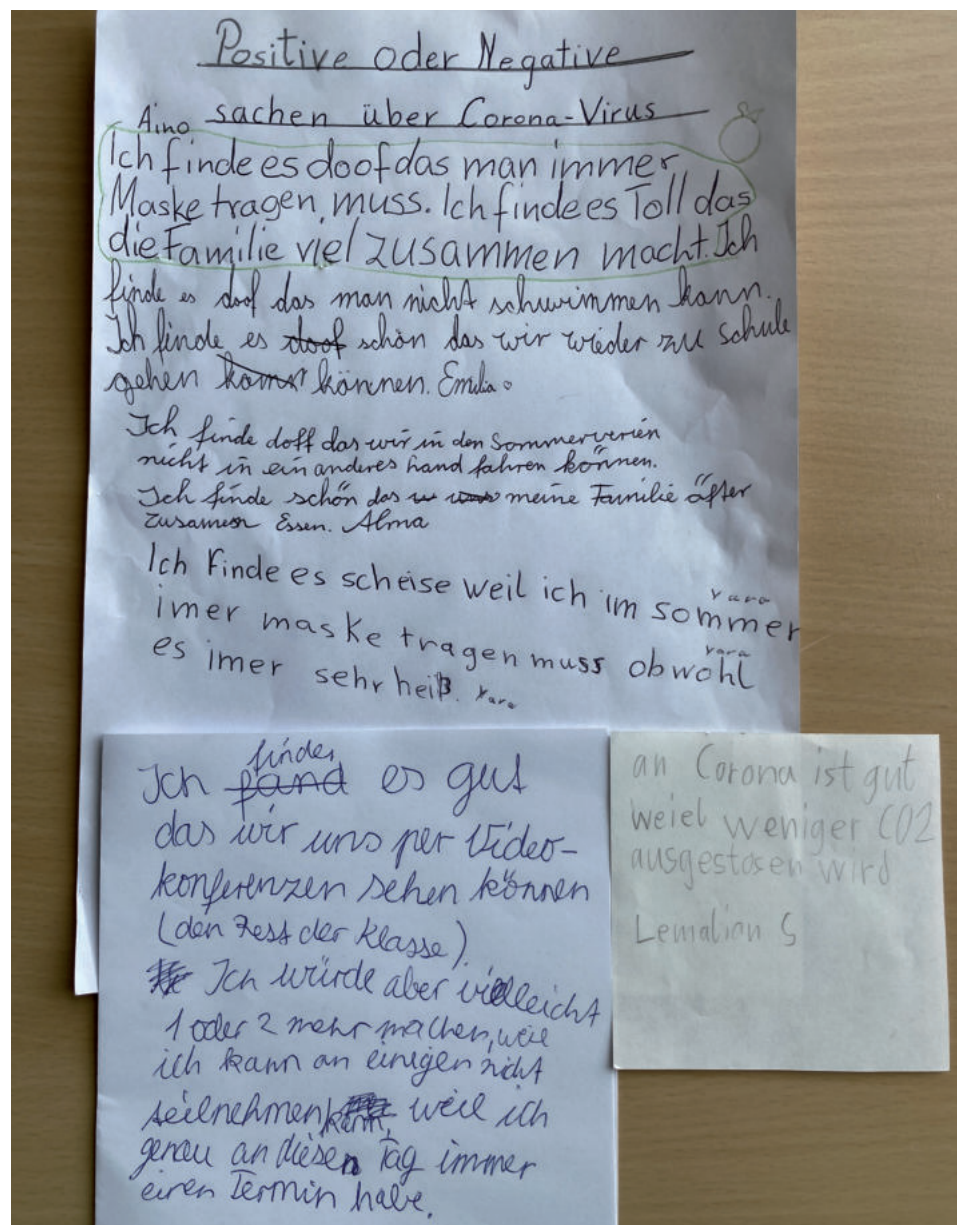 Positive oder Negative
sachen über Corona-Virus
Aino
Ich finde es doof das man immer
Maske tragen, muss. Ich finde es Toll das
die Familie viel zusammen macht. Ich
finde es doof das man nicht schwimmen kann.
Ich finde es doof schön das wir wieder zu schule
gehen können. Emilia
Ich finde doff das wir in den Sommerverien
nicht in ein anderes Land fahren können.
Ich finde schön das meine Familie öfter
zusamen Essen. Alma
Ich Finde es scheise weil ich im sommer
Yara
imer maske tragen muss obwohl
Yara
es imer sehr heiß. Yara
finde
Ich fand es gut
das wir uns per Video-
konferenzen sehen können
(den Rest der Klasse).
Ich würde aber vielleicht
1 oder 2 mehr machen, weil
ich kann an einigen nicht
teilnehmen kann, weil ich
genau an diesen Tag immer
einen Termin habe.
an Corona ist gut
weiel weniger CO2
ausgestosen wird